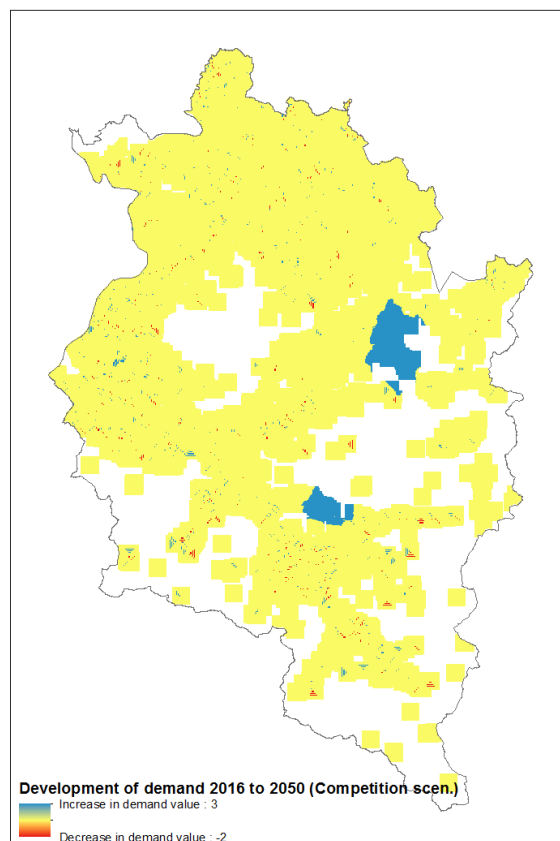 Development of demand 2016 to 2050 (Competition scen.)
Increase in demand value : 3
Decrease in demand value : -2